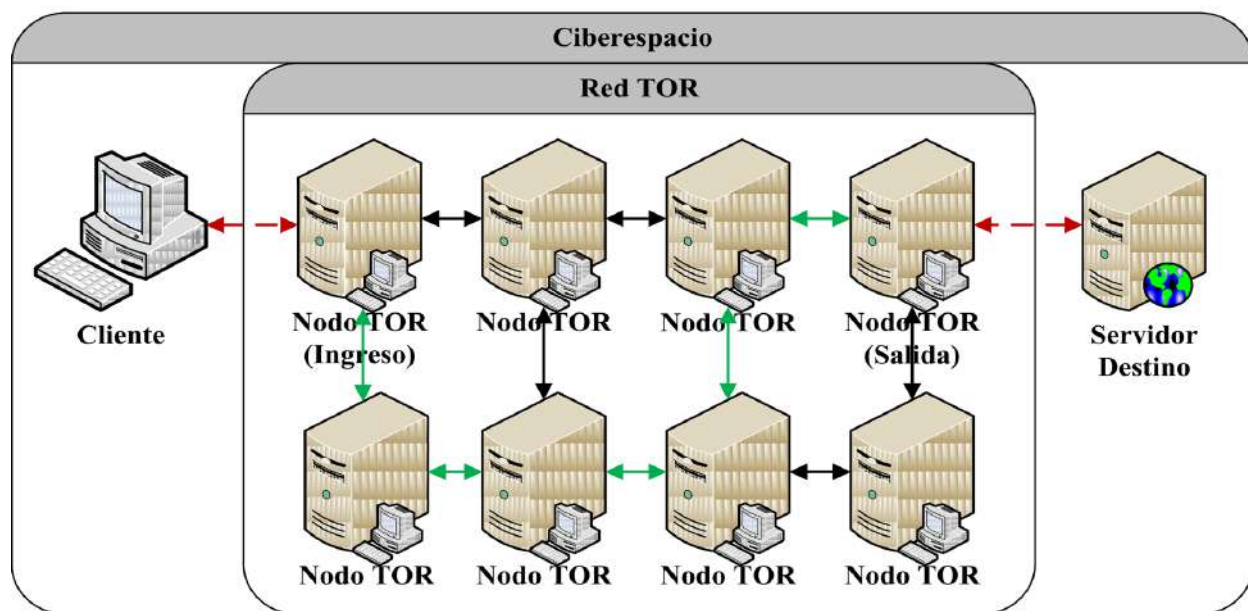 Ciberespacio
Red TOR
Cliente
Nodo TOR
(Ingreso)
Nodo TOR
Nodo TOR
Nodo TOR
(Salida)
Servidor
Destino
Nodo TOR
Nodo TOR
Nodo TOR
Nodo TOR